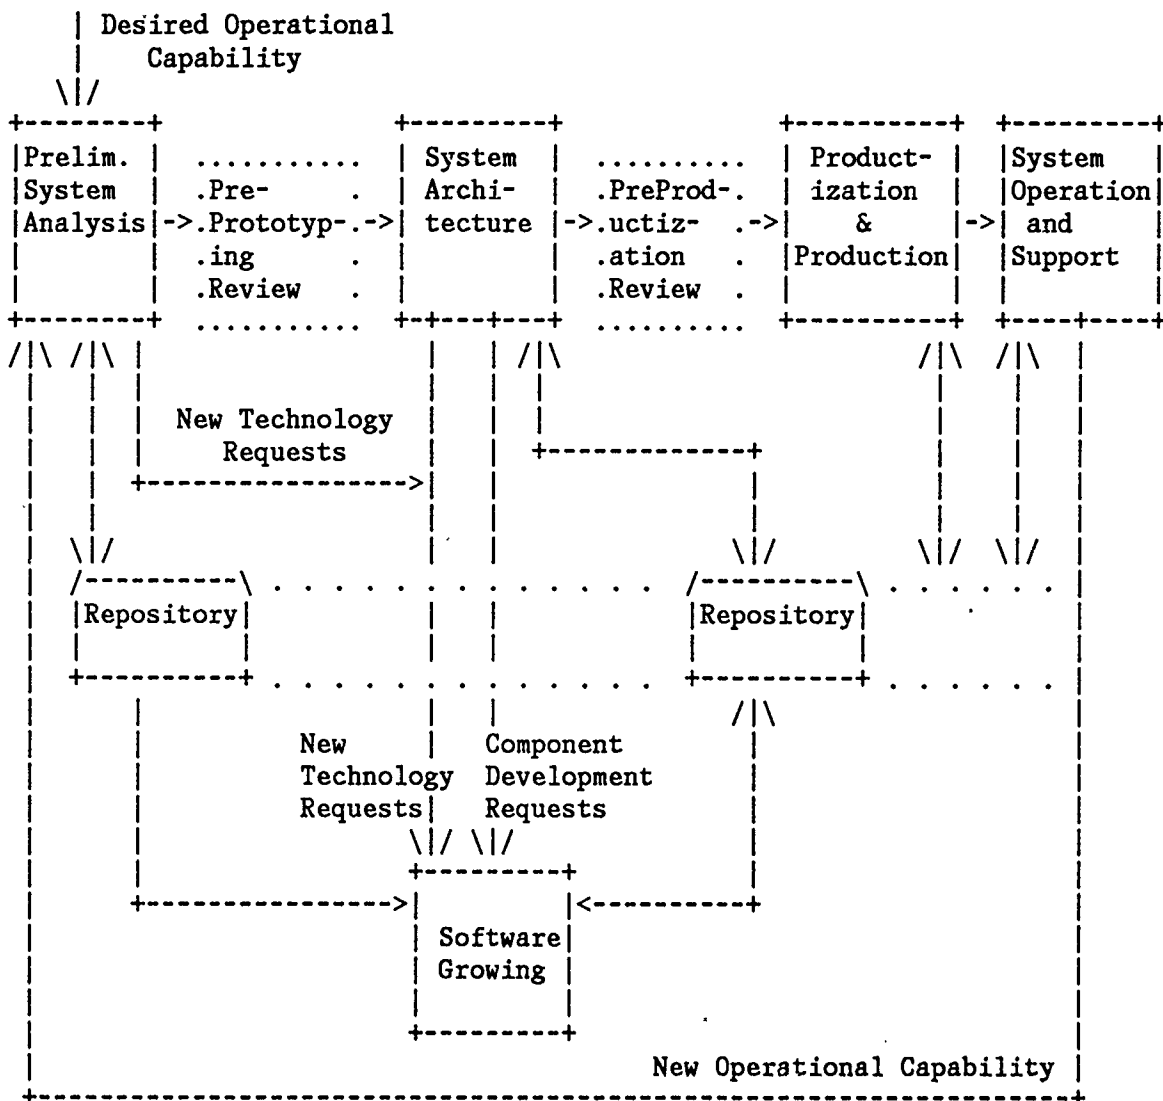 Desired Operational
Capability
Prelim.
System
Analysis
Pre-
Prototyp-
ing
Review
System
Archi-
tecture
PreProd-
uctiz-
ation
Review
Product-
ization
&
Production
System
Operation
and
Support
New Technology
Requests
Repository
Repository
New
Technology
Requests
Component
Development
Requests
Software
Growing
New Operational Capability